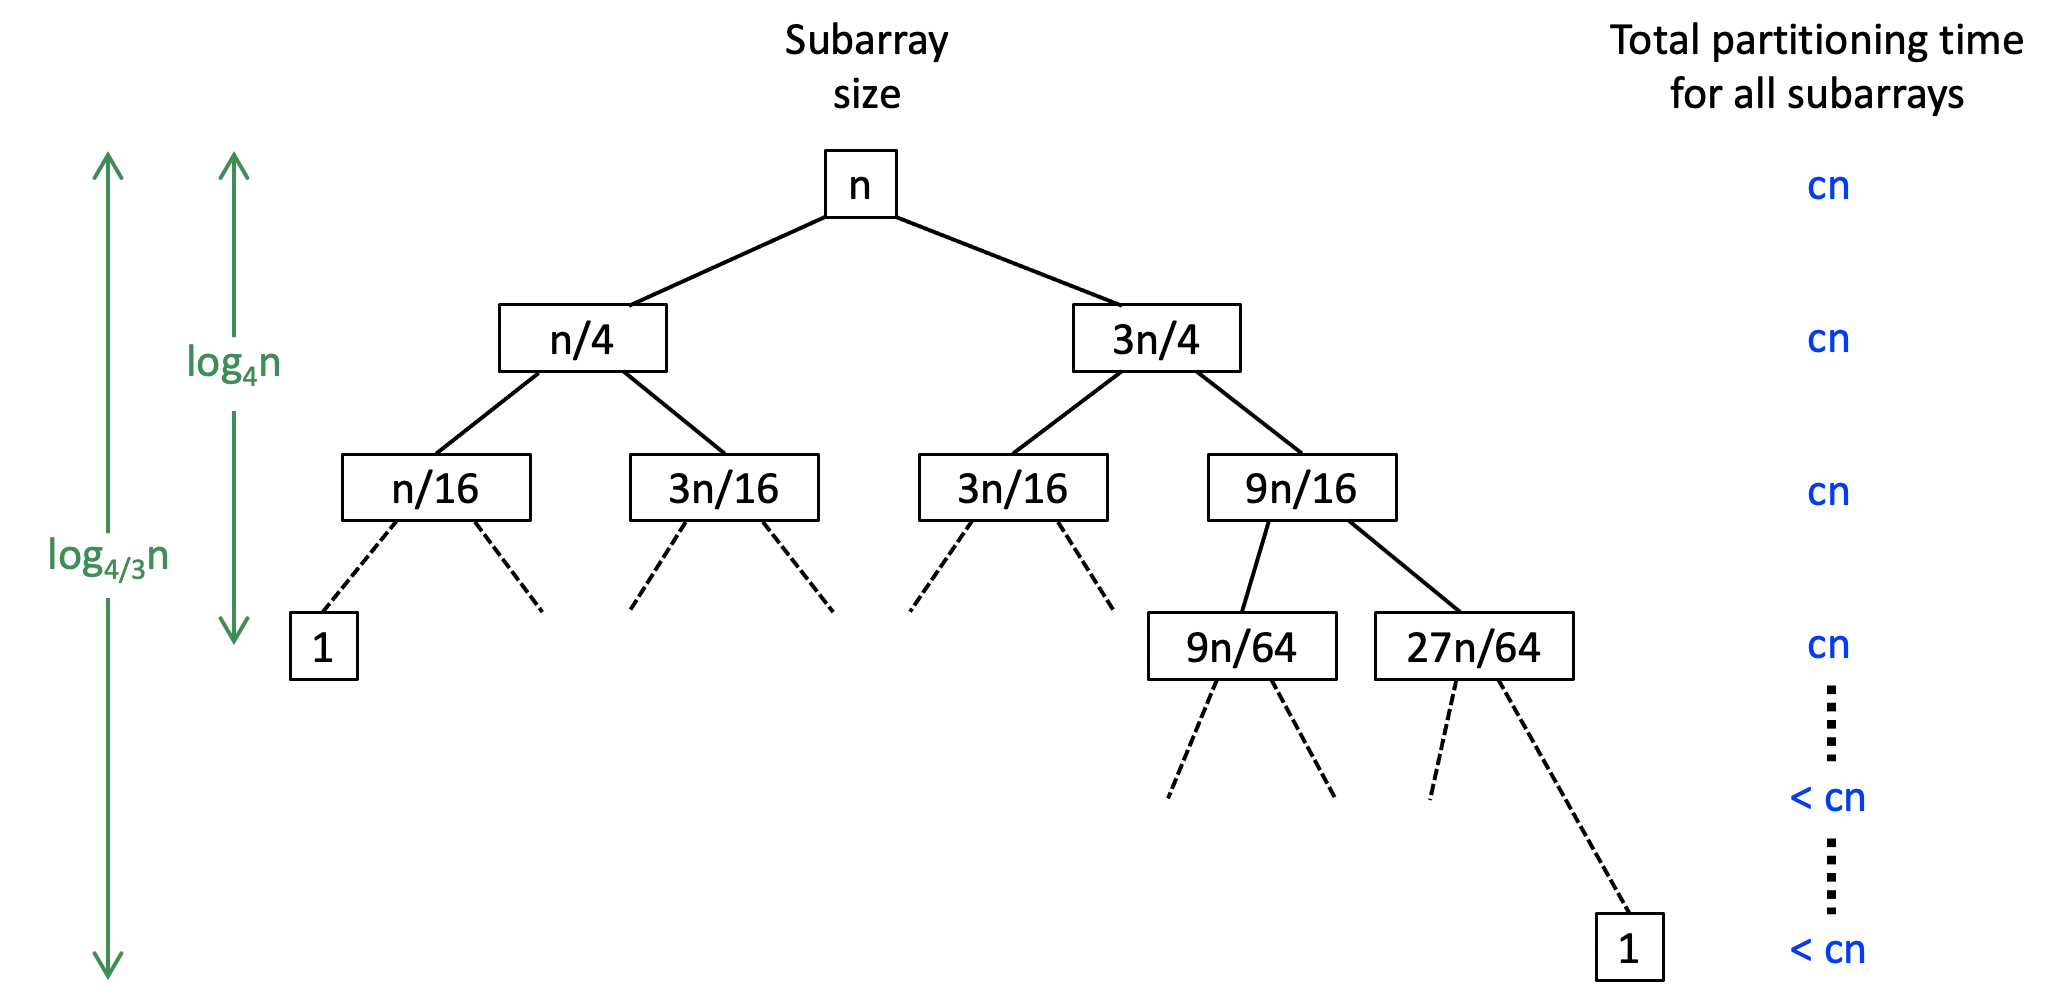 Subarray
size
Total partitioning time
for all subarrays
n
cn
n/4
3n/4
cn
log₄n
n/16
3n/16
3n/16
9n/16
cn
log₄/₃n
1
9n/64
27n/64
cn
< cn
1
< cn